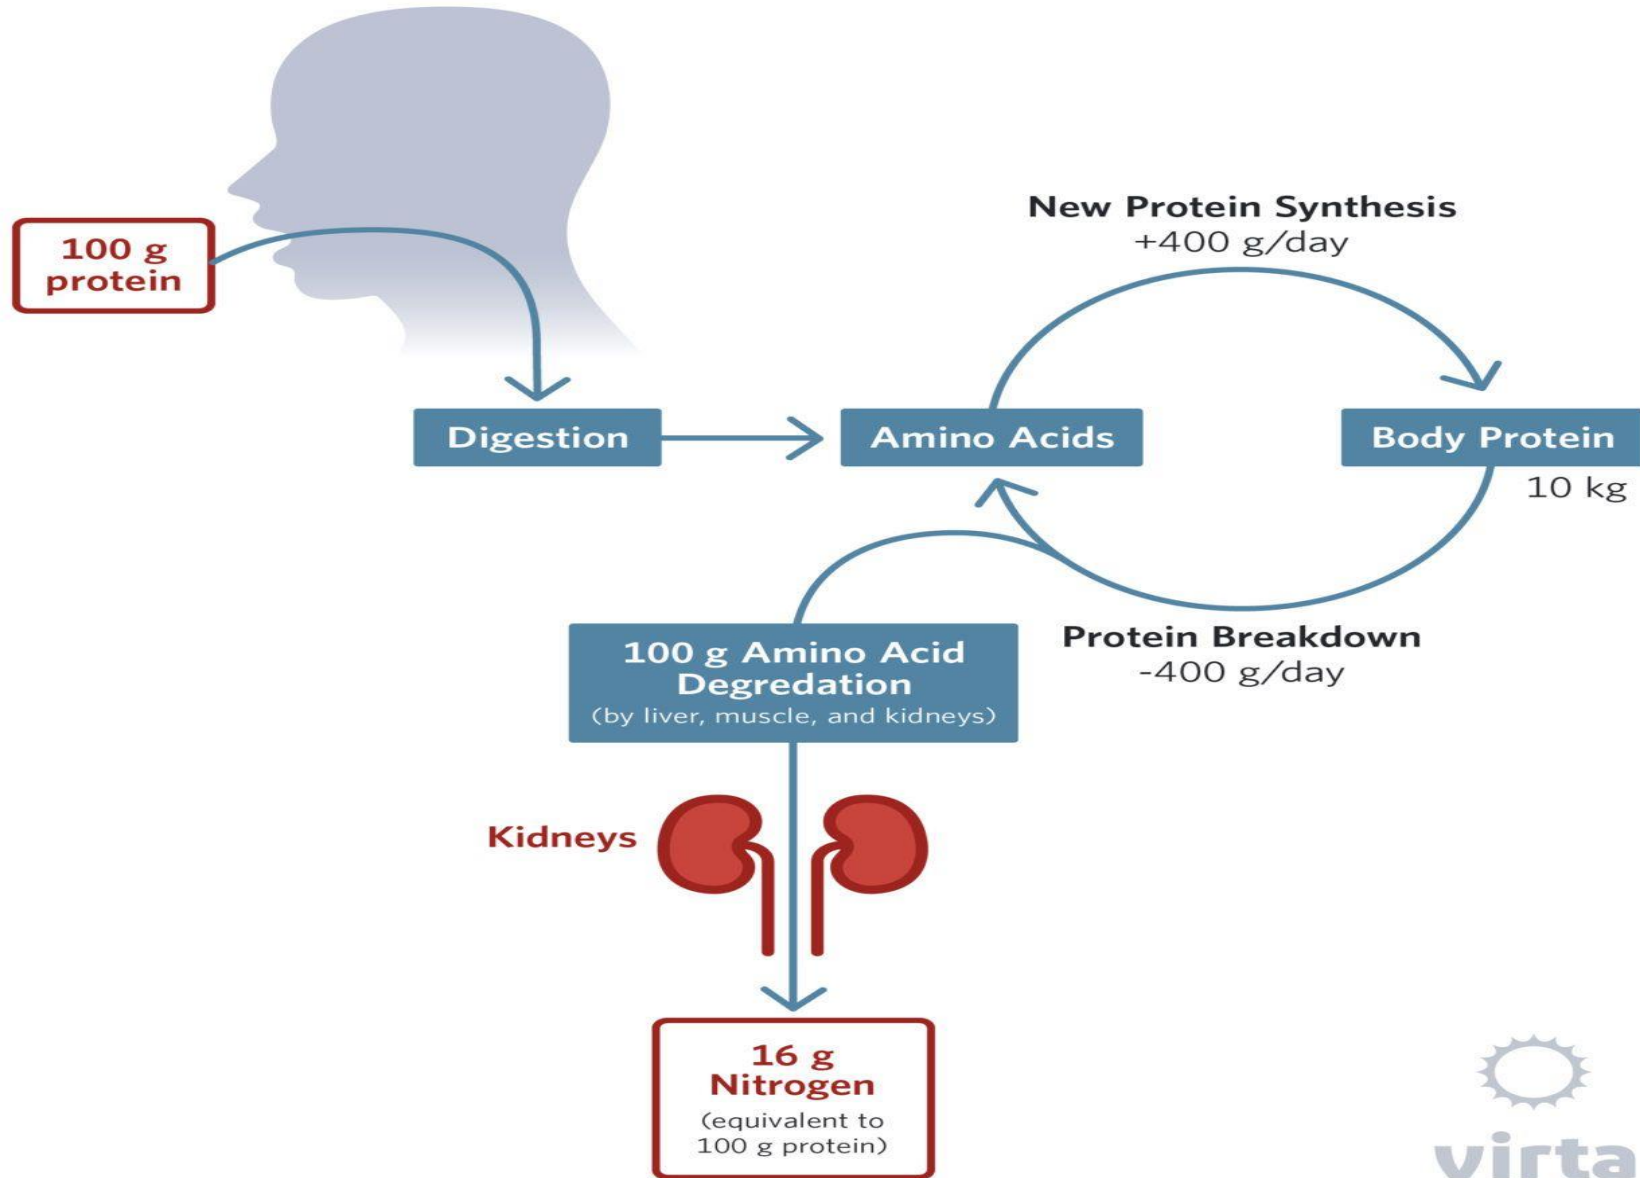 100 g
protein
New Protein Synthesis
+400 g/day
Digestion
Amino Acids
Body Protein
10 kg
100 g Amino Acid
Degredation
(by liver, muscle, and kidneys)
Protein Breakdown
-400 g/day
Kidneys
16 g
Nitrogen
(equivalent to
100 g protein)
virta